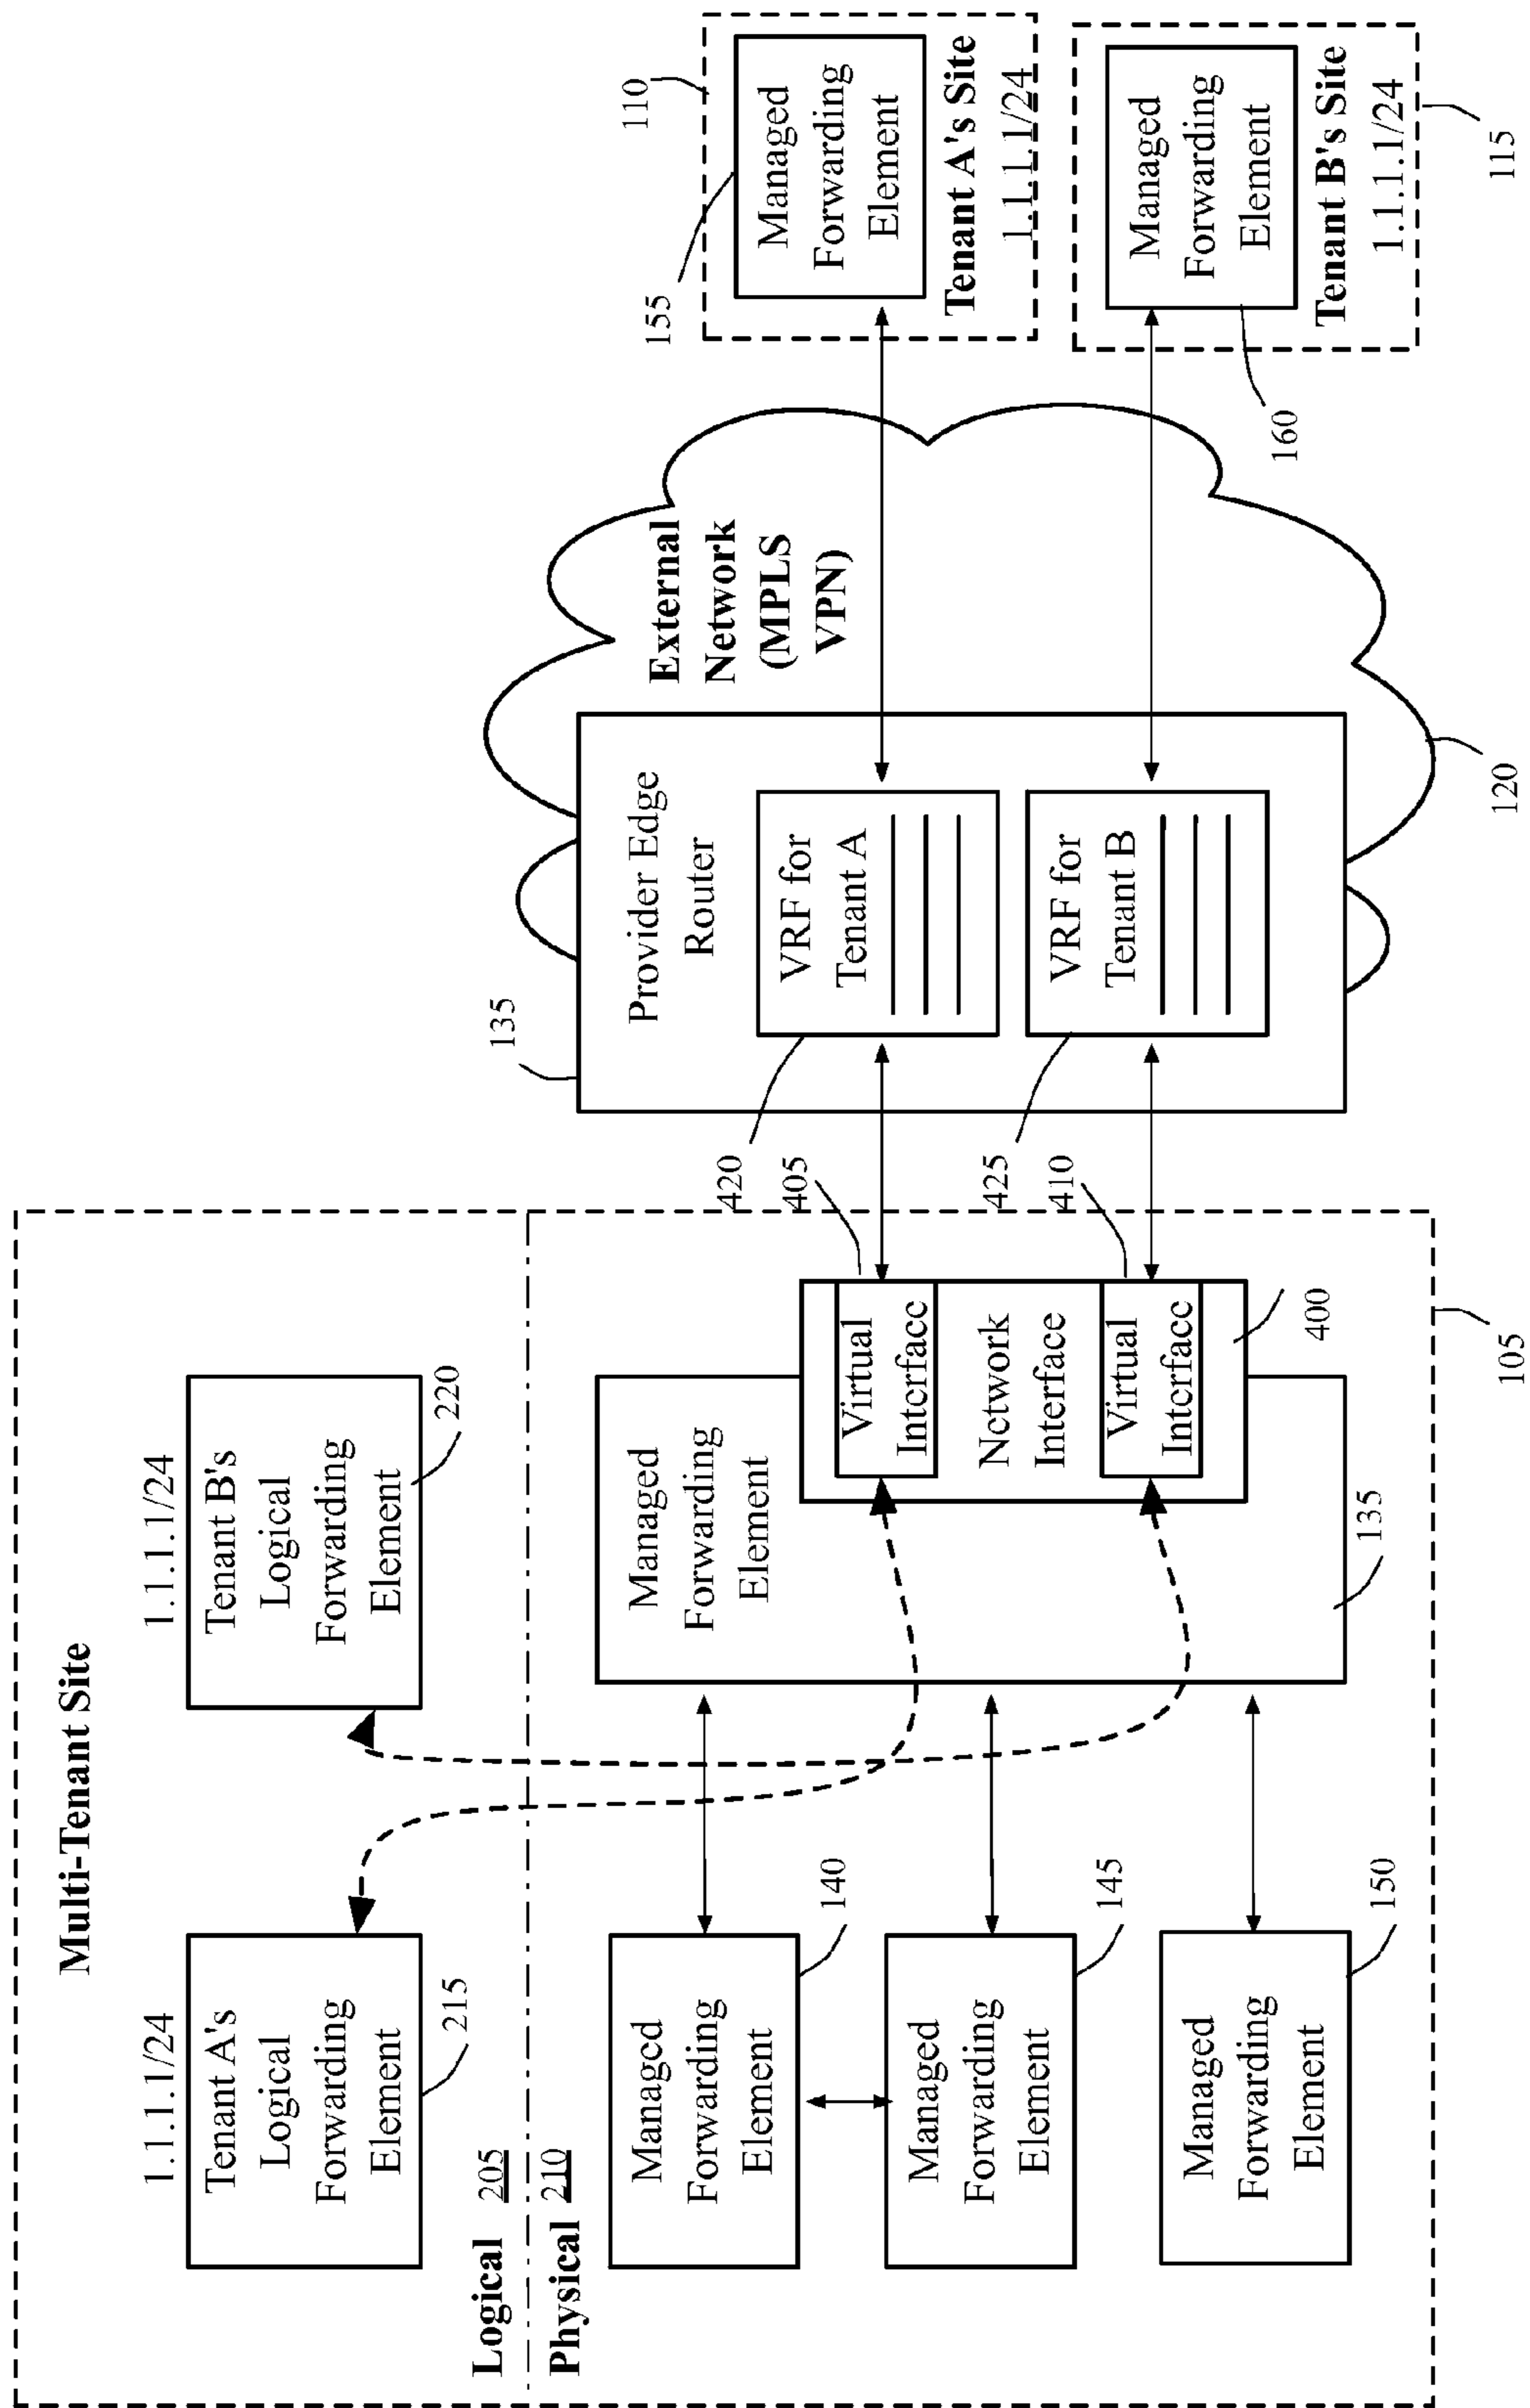 Multi-Tenant Site
1.1.1.1/24
Tenant A's
Logical
Forwarding
Element
215
1.1.1.1/24
Tenant B's
Logical
Forwarding
Element
220
Logical 205
Physical 210
Managed
Forwarding
Element
140
Managed
Forwarding
Element
145
Managed
Forwarding
Element
150
Managed
Forwarding
Element
135
Virtual
Interface
405
Network
Interface
Virtual
Interface
410
400
105
135
Provider Edge
Router
VRF for
Tenant A
420
VRF for
Tenant B
425
External
Network
(MPLS
VPN)
120
110
155
Managed
Forwarding
Element
Tenant A's Site
1.1.1.1/24
Managed
Forwarding
Element
160
Tenant B's Site
1.1.1.1/24
115